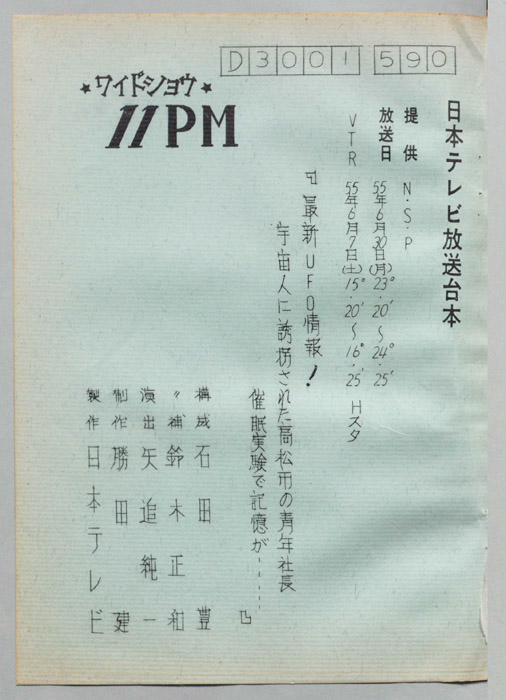 D3001 590
★ワイドショウ★
11PM
日本テレビ放送台本
提供 N・S・P
放送日 55年6月30日(月) 23°・20′〜24°・25′
VTR 55年6月7日(土) 15°・20′〜16°・25′ Hスタ
『最新UFO情報!
宇宙人に誘拐された高松市の青年社長
催眠実験で記憶が……』
構成 石田 豊
〃補 鈴木正和
演出 矢追純一
制作 勝田 建
製作 日本テレビ